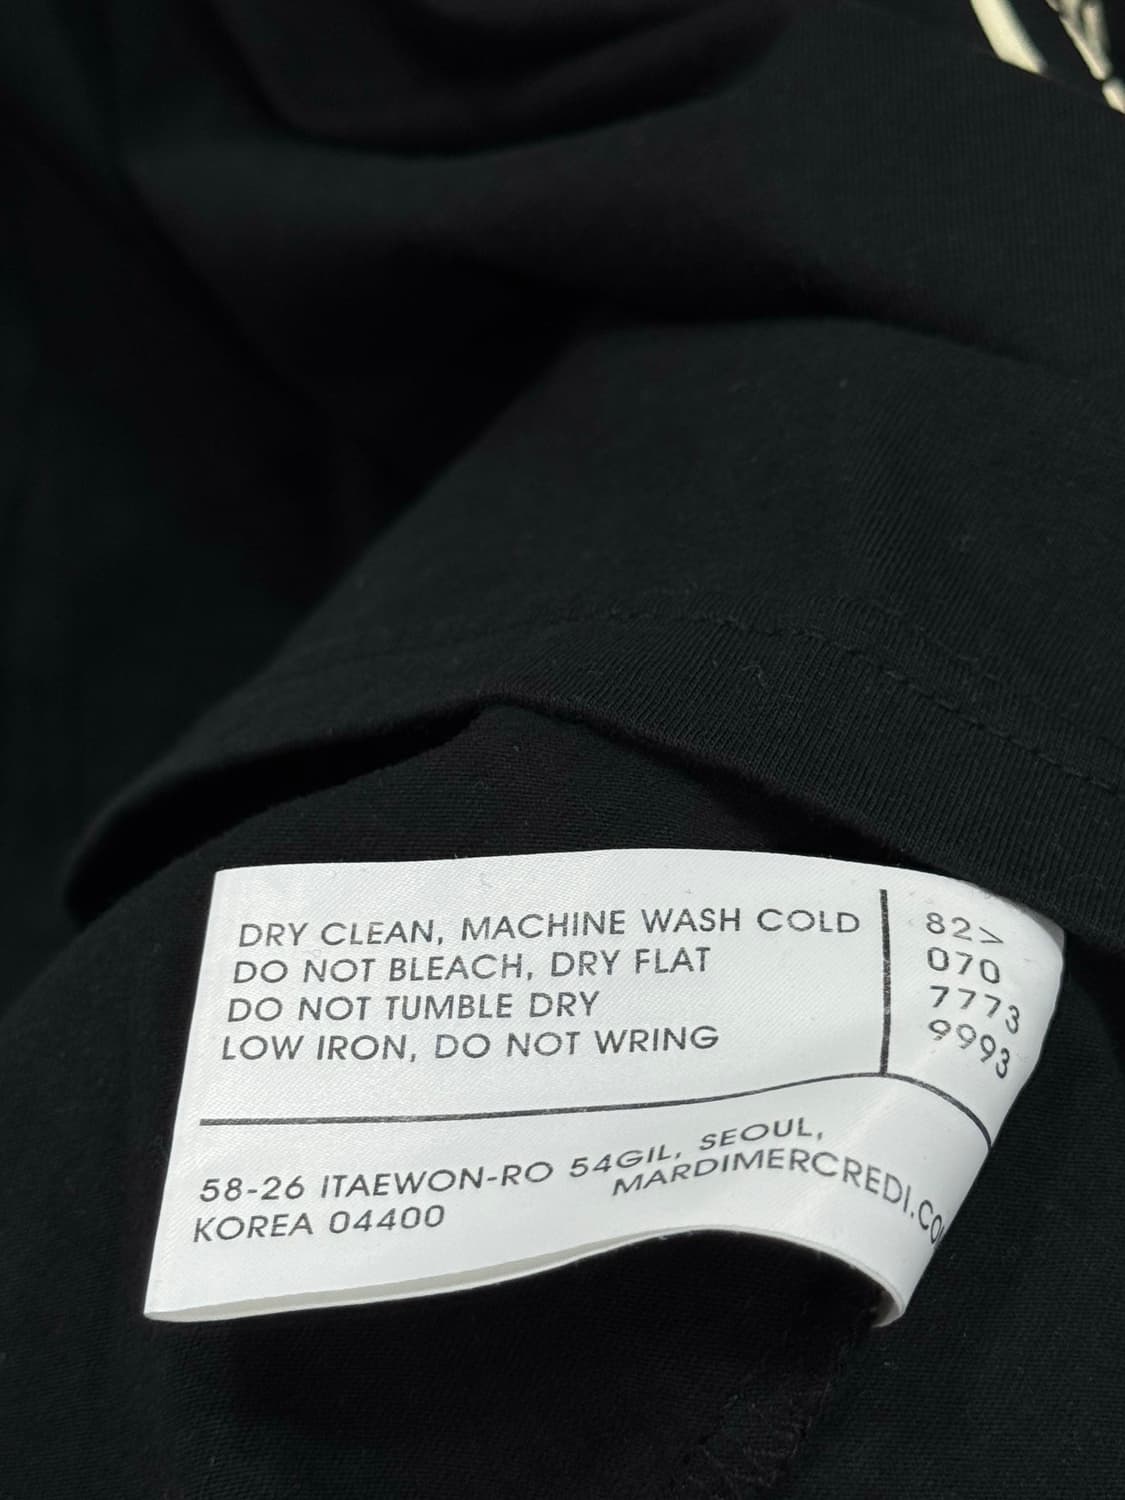 DRY CLEAN, MACHINE WASH COLD
DO NOT BLEACH, DRY FLAT
DO NOT TUMBLE DRY
LOW IRON, DO NOT WRING
82>
070
7773
9993
58-26 ITAEWON-RO 54GIL, SEOUL,
KOREA 04400
MARDIMERCREDI.CO